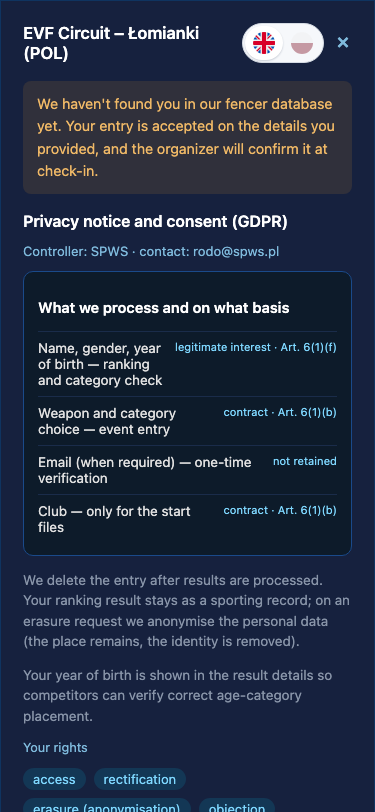 EVF Circuit – Łomianki
(POL)
×
We haven't found you in our fencer database
yet. Your entry is accepted on the details you
provided, and the organizer will confirm it at
check-in.
Privacy notice and consent (GDPR)
Controller: SPWS · contact: rodo@spws.pl
What we process and on what basis
Name, gender, year legitimate interest · Art. 6(1)(f)
of birth — ranking
and category check
Weapon and category contract · Art. 6(1)(b)
choice — event entry
Email (when required) — one-time not retained
verification
Club — only for the start contract · Art. 6(1)(b)
files
We delete the entry after results are processed.
Your ranking result stays as a sporting record; on an
erasure request we anonymise the personal data
(the place remains, the identity is removed).
Your year of birth is shown in the result details so
competitors can verify correct age-category
placement.
Your rights
access rectification
erasure (anonymisation) objection